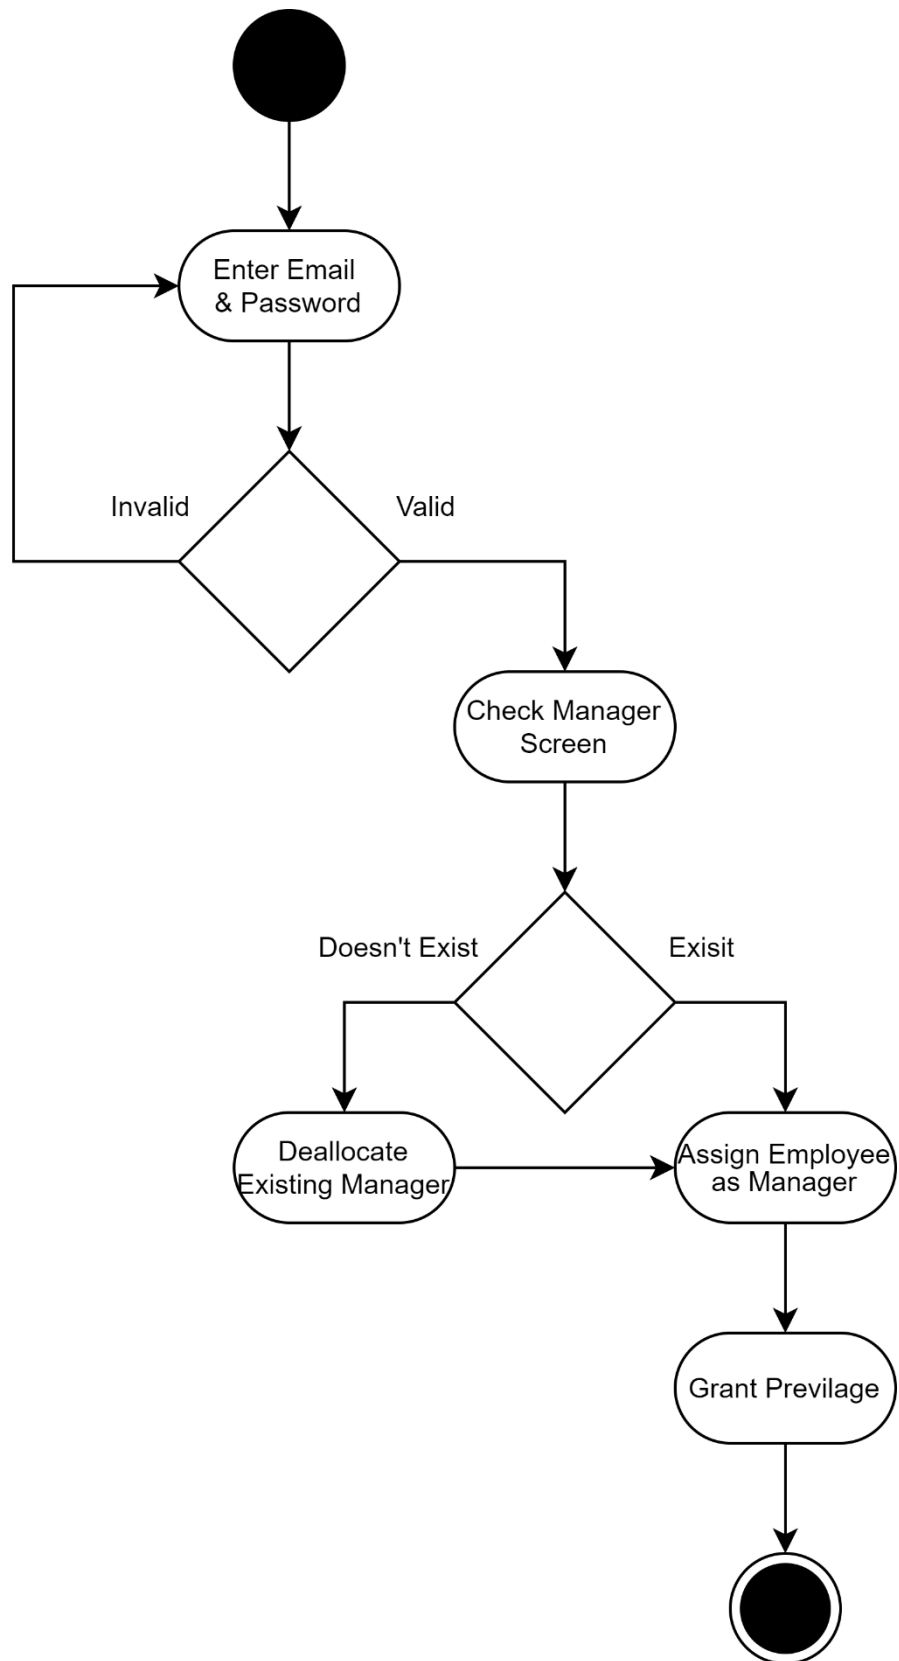 Enter Email
& Password
Invalid
Valid
Check Manager
Screen
Doesn't Exist
Exisit
Deallocate
Existing Manager
Assign Employee
as Manager
Grant Previlage